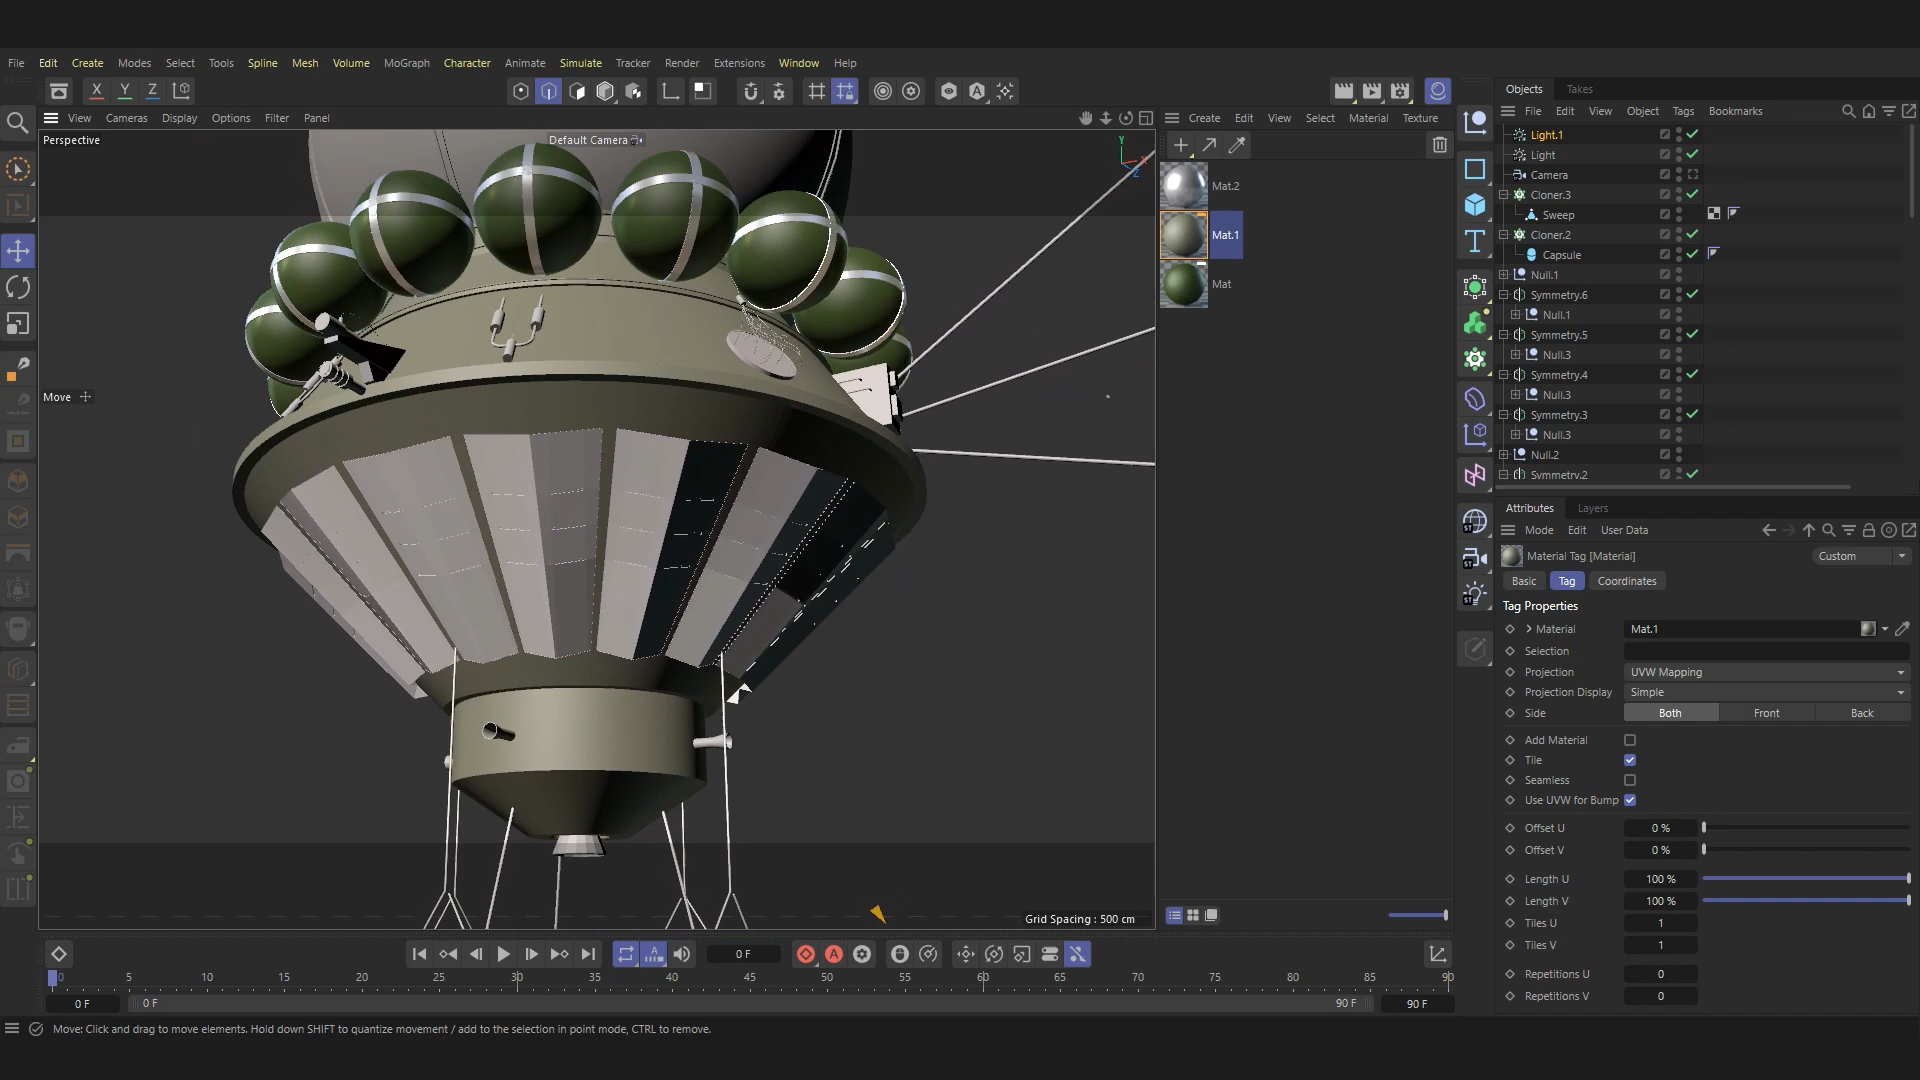 File Edit Create Modes Select Tools Spline Mesh Volume MoGraph Character Animate Simulate Tracker Render Extensions Window Help
X Y Z
A
Objects Takes
File Edit View Object Tags Bookmarks
View Cameras Display Options Filter Panel
Create Edit View Select Material Texture
Perspective
Default Camera
Y
X
Z
Move
Grid Spacing : 500 cm
Mat.2
Mat.1
Mat
T
ST
ST
ST
Light.1
Light
Camera
Cloner.3
Sweep
Cloner.2
Capsule
Null.1
Symmetry.6
Null.1
Symmetry.5
Null.3
Symmetry.4
Null.3
Symmetry.3
Null.3
Null.2
Symmetry.2
Attributes Layers
Mode Edit User Data
Material Tag [Material]
Custom
Basic Tag Coordinates
Tag Properties
Material Mat.1
Selection
Projection UVW Mapping
Projection Display Simple
Side Both Front Back
Add Material
Tile
Seamless
Use UVW for Bump
Offset U 0 %
Offset V 0 %
Length U 100 %
Length V 100 %
Tiles U 1
Tiles V 1
Repetitions U 0
Repetitions V 0
A 0 F A
0 5 10 15 20 25 30 35 40 45 50 55 60 65 70 75 80 85 90
0 F 0 F 90 F 90 F
Move: Click and drag to move elements. Hold down SHIFT to quantize movement / add to the selection in point mode, CTRL to remove.